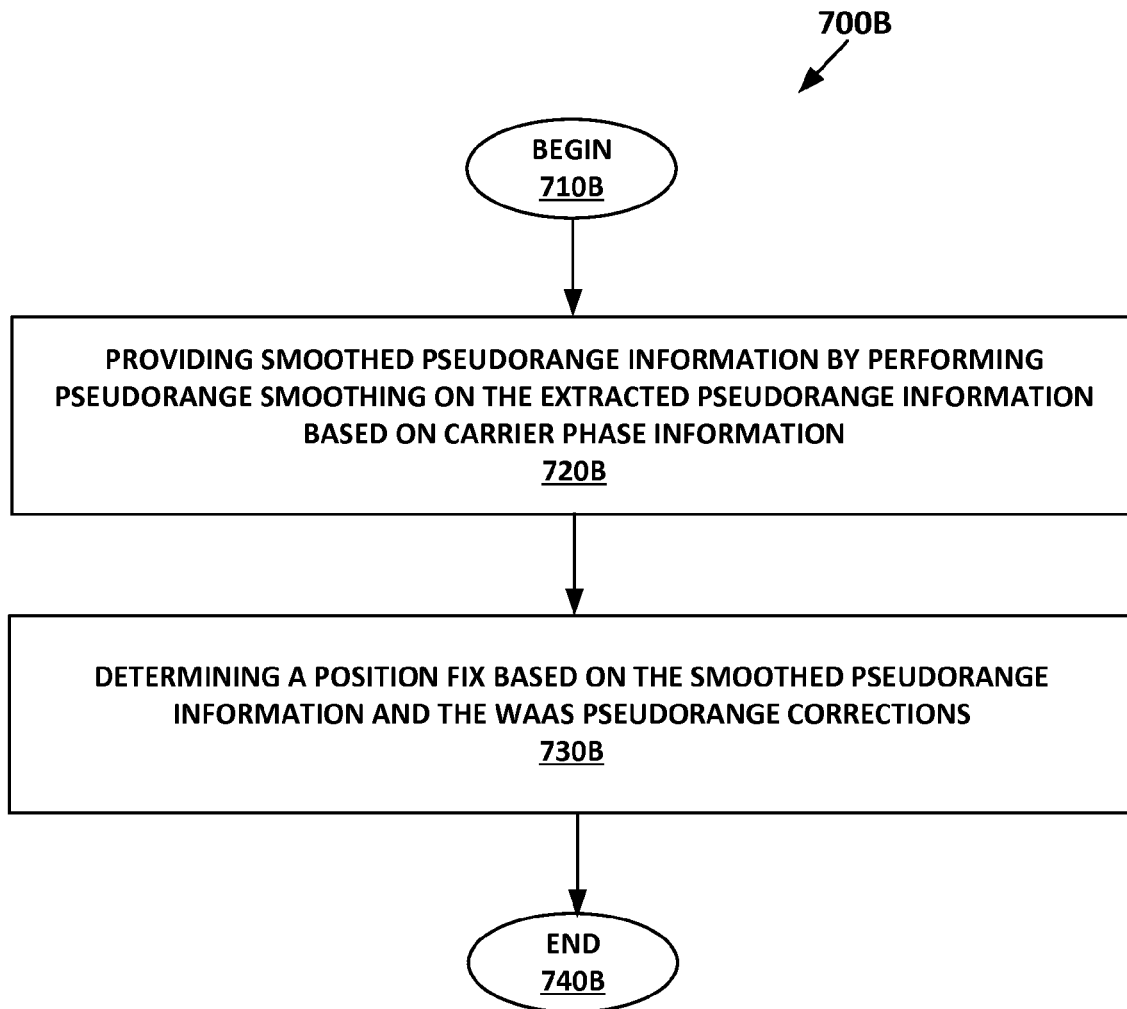 700B
BEGIN
710B
PROVIDING SMOOTHED PSEUDORANGE INFORMATION BY PERFORMING
PSEUDORANGE SMOOTHING ON THE EXTRACTED PSEUDORANGE INFORMATION
BASED ON CARRIER PHASE INFORMATION
720B
DETERMINING A POSITION FIX BASED ON THE SMOOTHED PSEUDORANGE
INFORMATION AND THE WAAS PSEUDORANGE CORRECTIONS
730B
END
740B